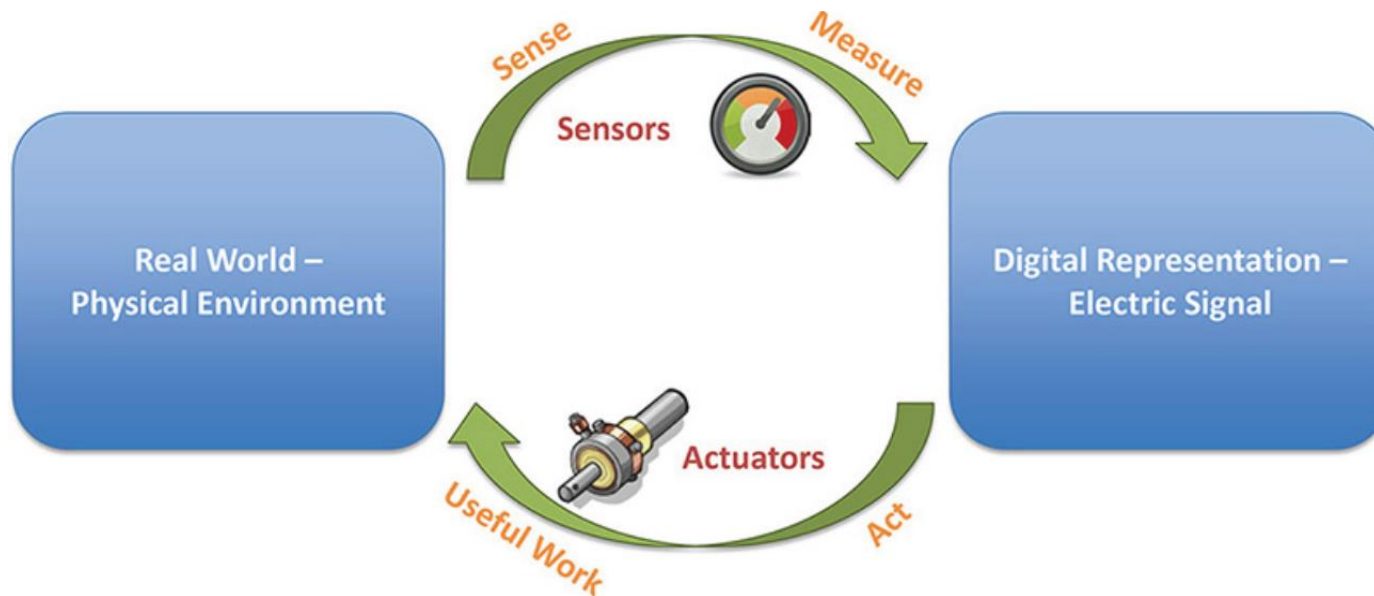 Sense
Measure
Sensors
Real World –
Physical Environment
Digital Representation –
Electric Signal
Actuators
Useful Work
Act